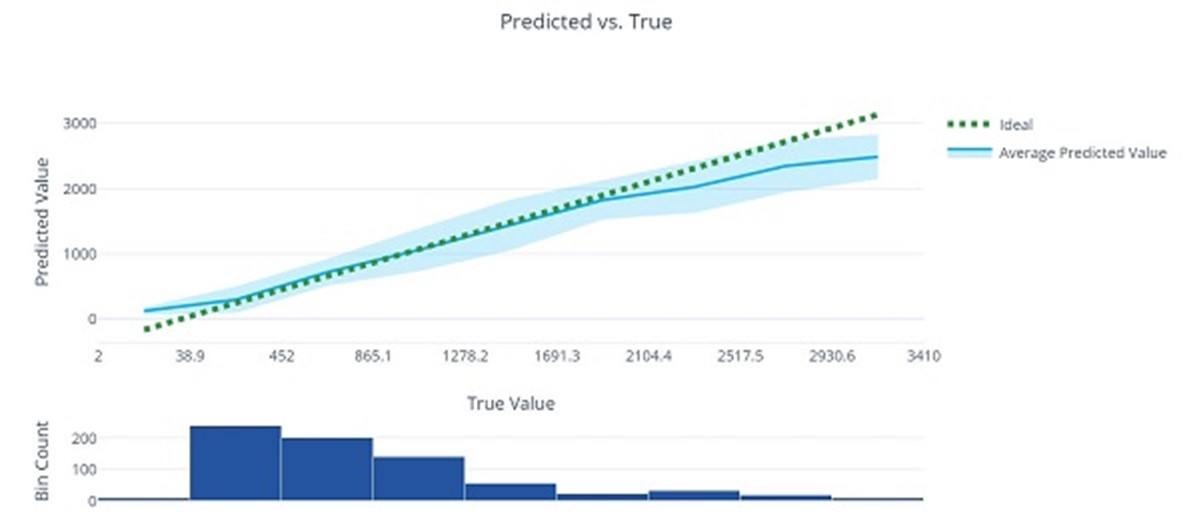 Predicted vs. True
Predicted Value
3000
2000
1000
0
Ideal
Average Predicted Value
2 38.9 452 865.1 1278.2 1691.3 2104.4 2517.5 2930.6 3410
True Value
Bin Count
200
100
0